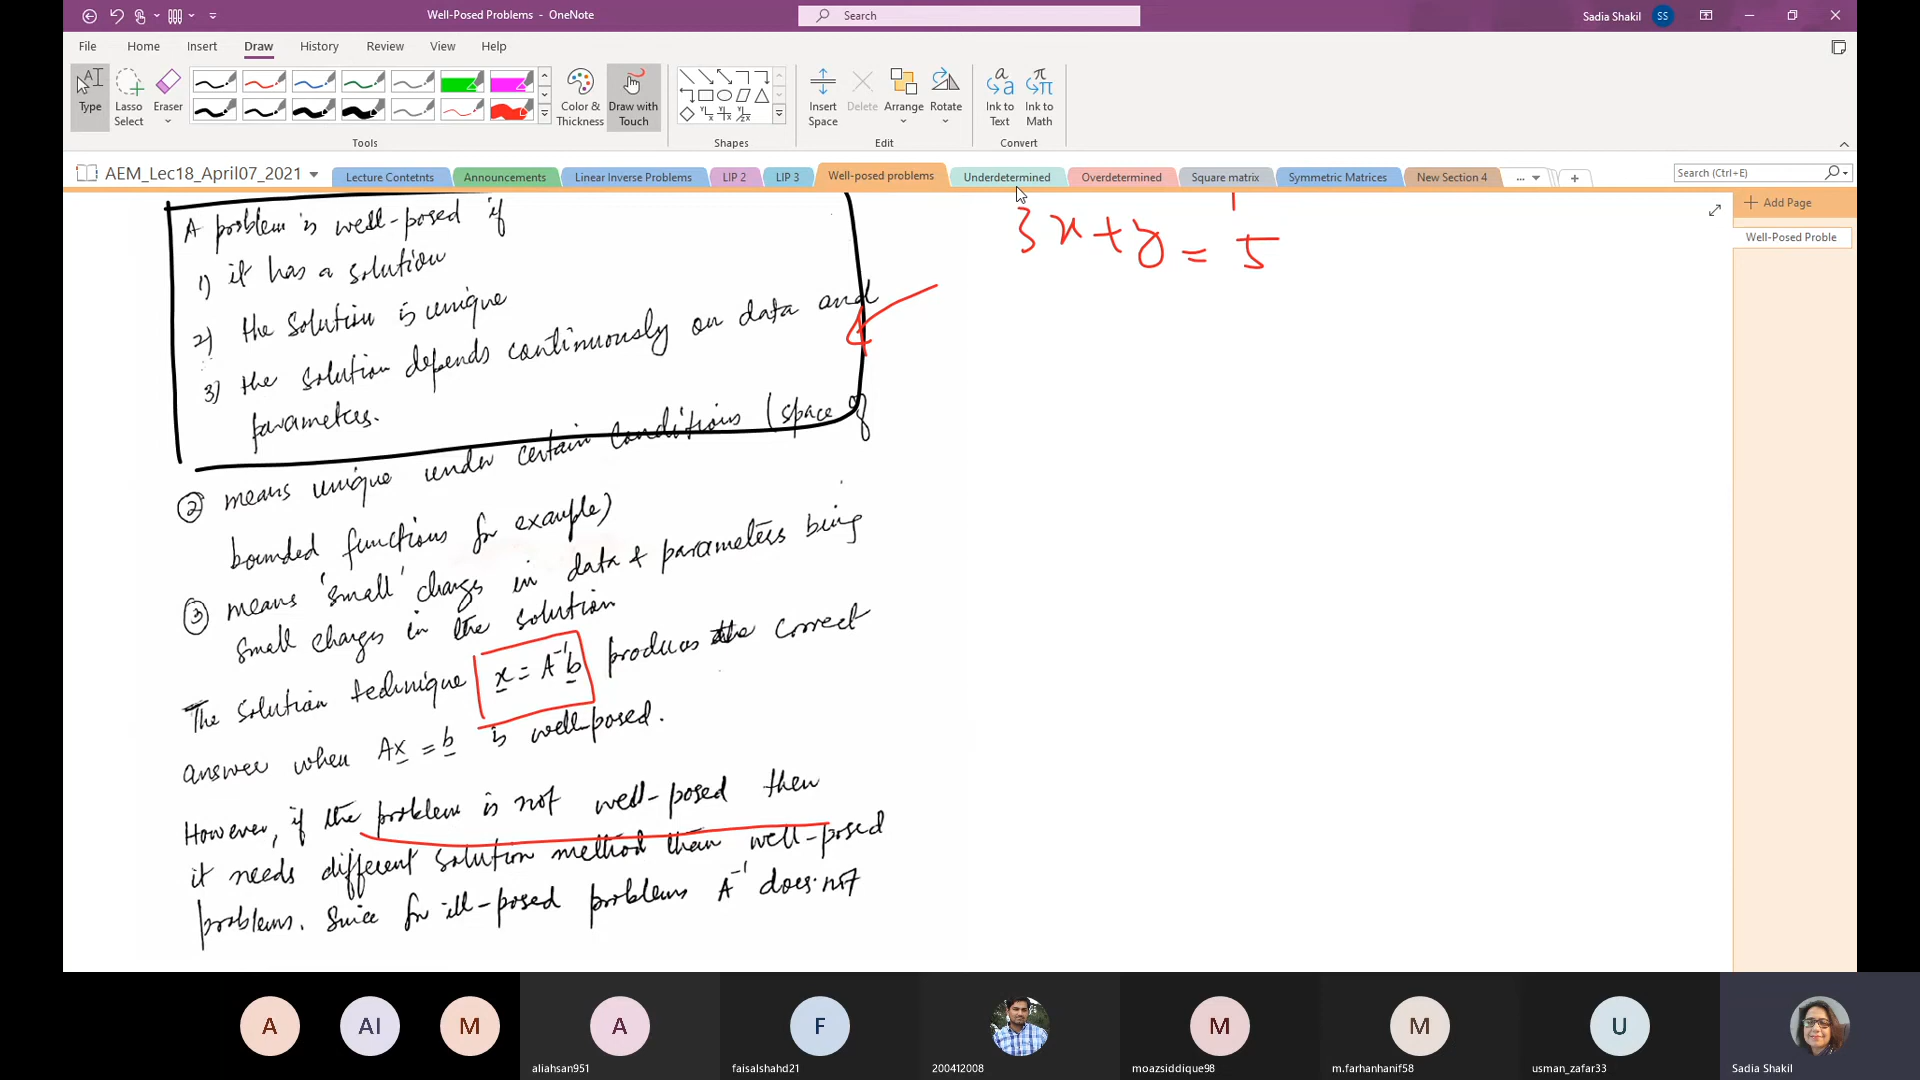 Well-Posed Problems - OneNote
Search
Sadia Shakil
SS
File
Home
Insert
Draw
History
Review
View
Help
Type
Lasso
Select
Eraser
Color &
Thickness
Draw with
Touch
Insert
Space
Delete
Arrange
Rotate
Ink to
Text
Ink to
Math
Tools
Shapes
Edit
Convert
AEM_Lec18_April07_2021
Lecture Contetnts
Announcements
Linear Inverse Problems
LIP 2
LIP 3
Well-posed problems
Underdetermined
Overdetermined
Square matrix
Symmetric Matrices
New Section 4
...
Search (Ctrl+E)
Add Page
Well-Posed Proble
3x+y = 5
A problem is well-posed if
1) it has a solution
2) the solution is unique
3) the solution depends continuously on data and
parameters.
② means unique under certain conditions (space of
bounded functions for example)
③ means 'small' changes in data & parameters being
small changes in the solution
The solution technique x = A⁻¹b produces the correct
answer when Ax = b is well-posed.
However, if the problem is not well-posed then
it needs different solution method than well-posed
problems. Since for ill-posed problems A⁻¹ does not
A
AI
M
A
F
M
M
U
aliahsan951
faisalshahd21
200412008
moazsiddique98
m.farhanhanif58
usman_zafar33
Sadia Shakil